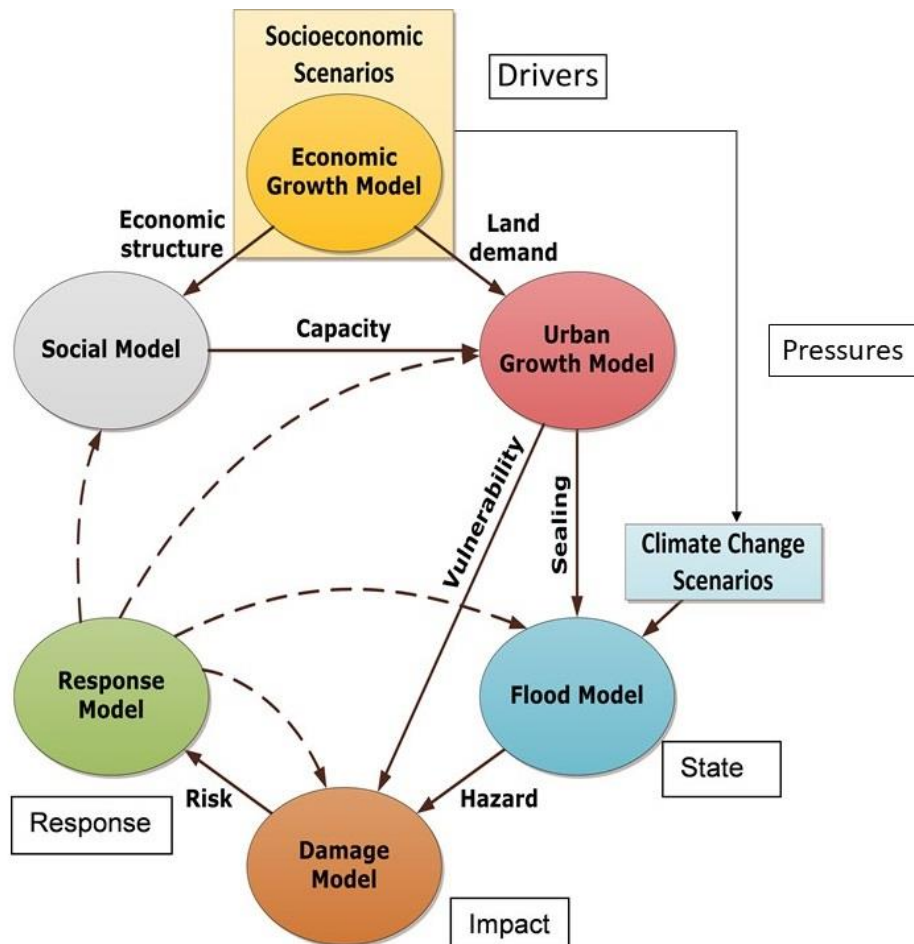 Socioeconomic
Scenarios
Drivers
Economic
Growth Model
Economic
structure
Land
demand
Social Model
Capacity
Urban
Growth Model
Pressures
Vulnerability
Sealing
Climate Change
Scenarios
Response
Model
Flood Model
State
Risk
Hazard
Response
Damage
Model
Impact